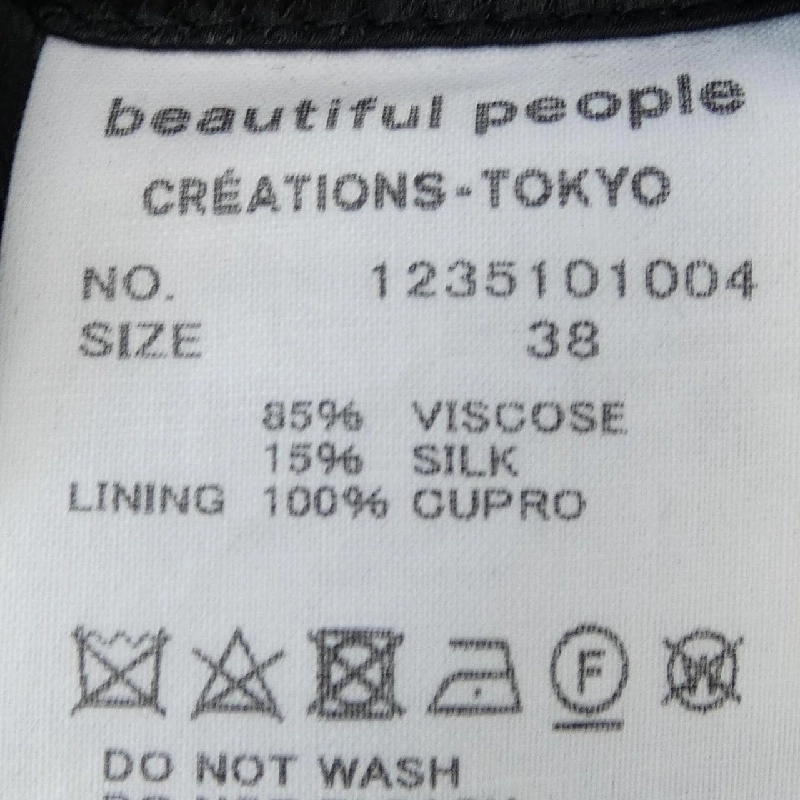 beautiful people
CRÉATIONS-TOKYO
NO. 1235101004
SIZE 38
85% VISCOSE
15% SILK
LINING 100% CUPRO
F W
DO NOT WASH